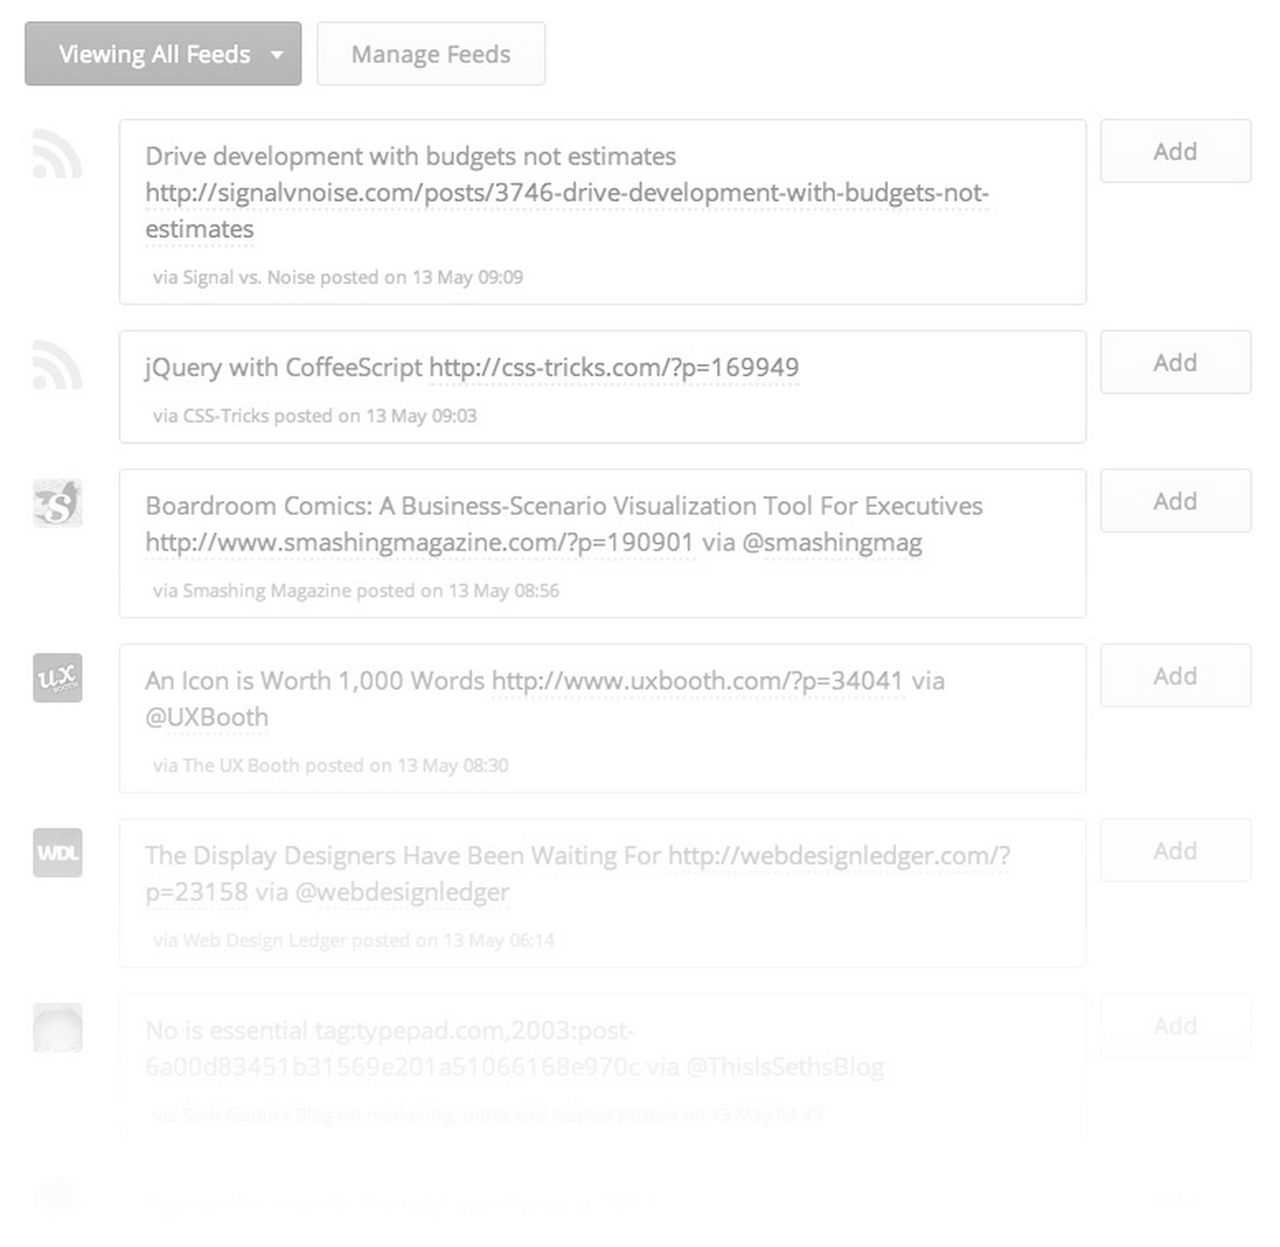 Viewing All Feeds
Manage Feeds
Drive development with budgets not estimates
http://signalvnoise.com/posts/3746-drive-development-with-budgets-not-
estimates
via Signal vs. Noise posted on 13 May 09:09
Add
jQuery with CoffeeScript http://css-tricks.com/?p=169949
via CSS-Tricks posted on 13 May 09:03
Add
S
Boardroom Comics: A Business-Scenario Visualization Tool For Executives
http://www.smashingmagazine.com/?p=190901 via @smashingmag
via Smashing Magazine posted on 13 May 08:56
Add
UX
BOOTH
An Icon is Worth 1,000 Words http://www.uxbooth.com/?p=34041 via
@UXBooth
via The UX Booth posted on 13 May 08:30
Add
WDL
The Display Designers Have Been Waiting For http://webdesignledger.com/?
p=23158 via @webdesignledger
via Web Design Ledger posted on 13 May 06:14
Add
No is essential tag:typepad.com,2003:post-
6a00d83451b31569e201a51066168e970c via @ThisIsSethsBlog
via Seth Godin's Blog on marketing, tribes and respect posted on 13 May 04:49
Add
Add